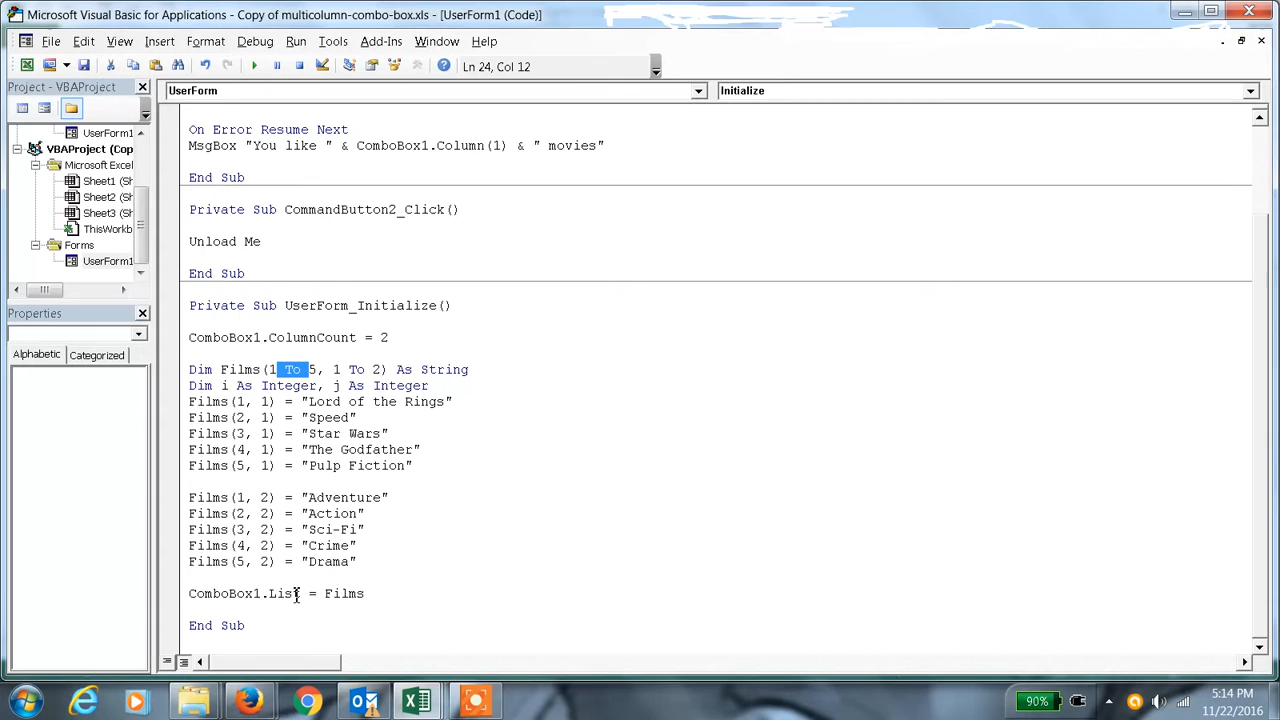 Microsoft Visual Basic for Applications - Copy of multicolumn-combo-box.xls - [UserForm1 (Code)]
File Edit Insert Format Debug Run Tools Add-Ins Window Help
Ln 24, Col 12
Project - VBAProject
UserForm Initialize
UserForm1
VBAProject (Cop
Microsoft Excel
Sheet1 (Sh
Sheet2 (Sh
Sheet3 (Sh
ThisWorkb
Forms
UserForm1
Properties
Alphabetic Categorized
On Error Resume Next
MsgBox "You like " & ComboBox1.Column(1) & " movies"
End Sub
Private Sub CommandButton2_Click()
Unload Me
End Sub
Private Sub UserForm_Initialize()
ComboBox1.ColumnCount = 2
Dim Films(1 To 5, 1 To 2) As String
Dim i As Integer, j As Integer
Films(1, 1) = "Lord of the Rings"
Films(2, 1) = "Speed"
Films(3, 1) = "Star Wars"
Films(4, 1) = "The Godfather"
Films(5, 1) = "Pulp Fiction"
Films(1, 2) = "Adventure"
Films(2, 2) = "Action"
Films(3, 2) = "Sci-Fi"
Films(4, 2) = "Crime"
Films(5, 2) = "Drama"
ComboBox1.List = Films
End Sub
90%
5:14 PM
11/22/2016